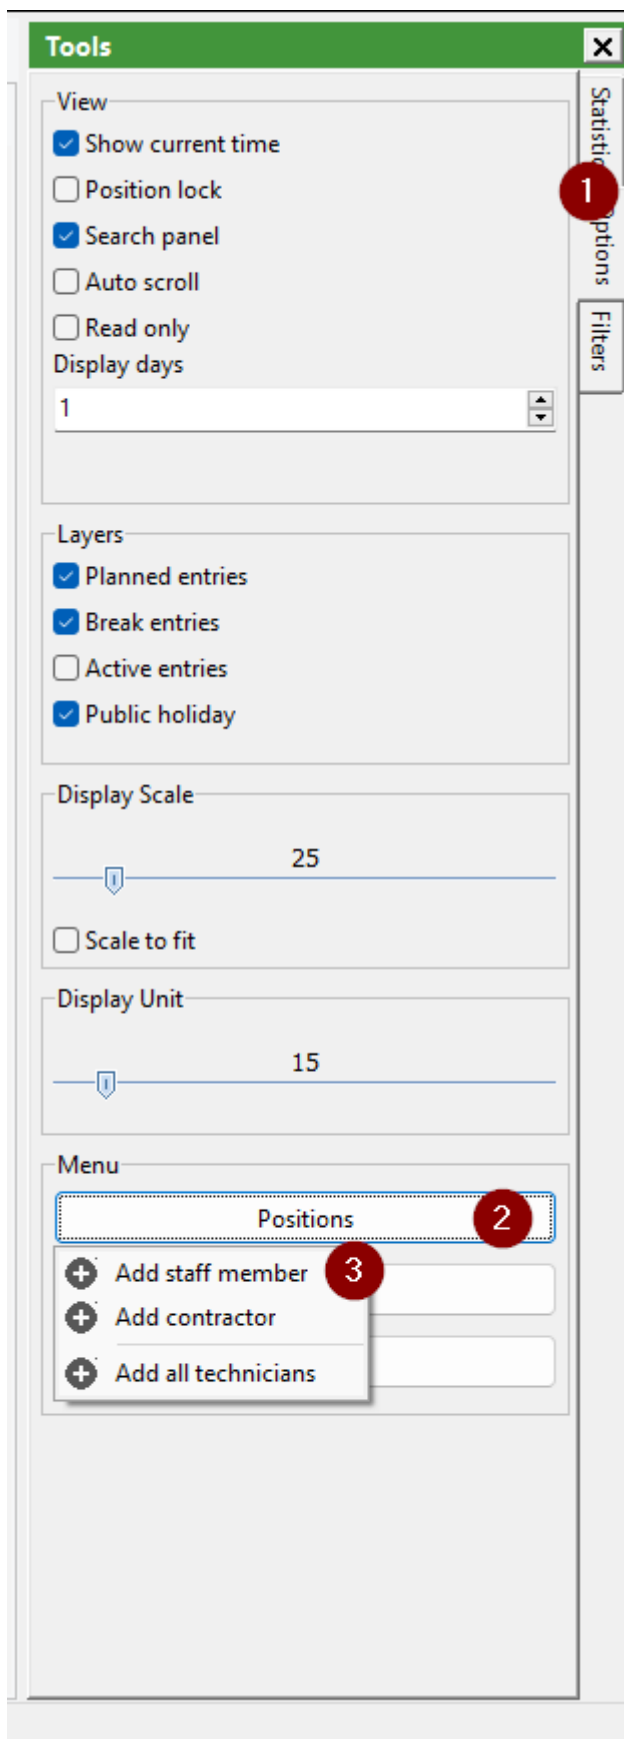 Tools
View
Show current time
Position lock
Search panel
Auto scroll
Read only
Display days
1
Layers
Planned entries
Break entries
Active entries
Public holiday
Display Scale
25
Scale to fit
Display Unit
15
Menu
Positions
2
Add staff member
3
Add contractor
Add all technicians
1
Filters